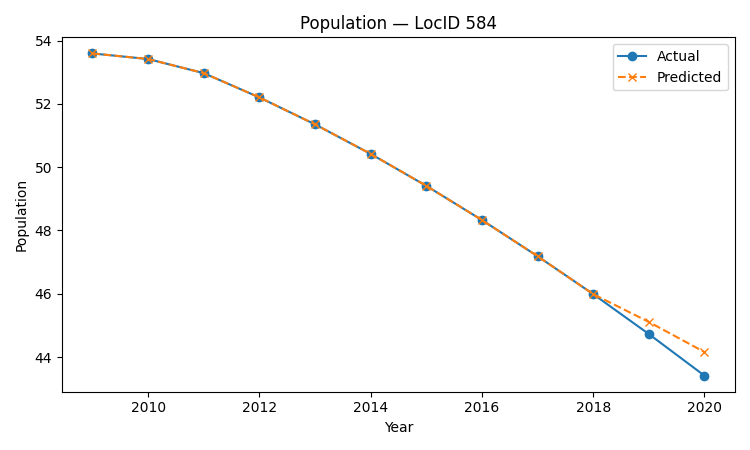 Population — LocID 584
Actual
Predicted
54
52
50
48
46
44
Population
2010
2012
2014
2016
2018
2020
Year